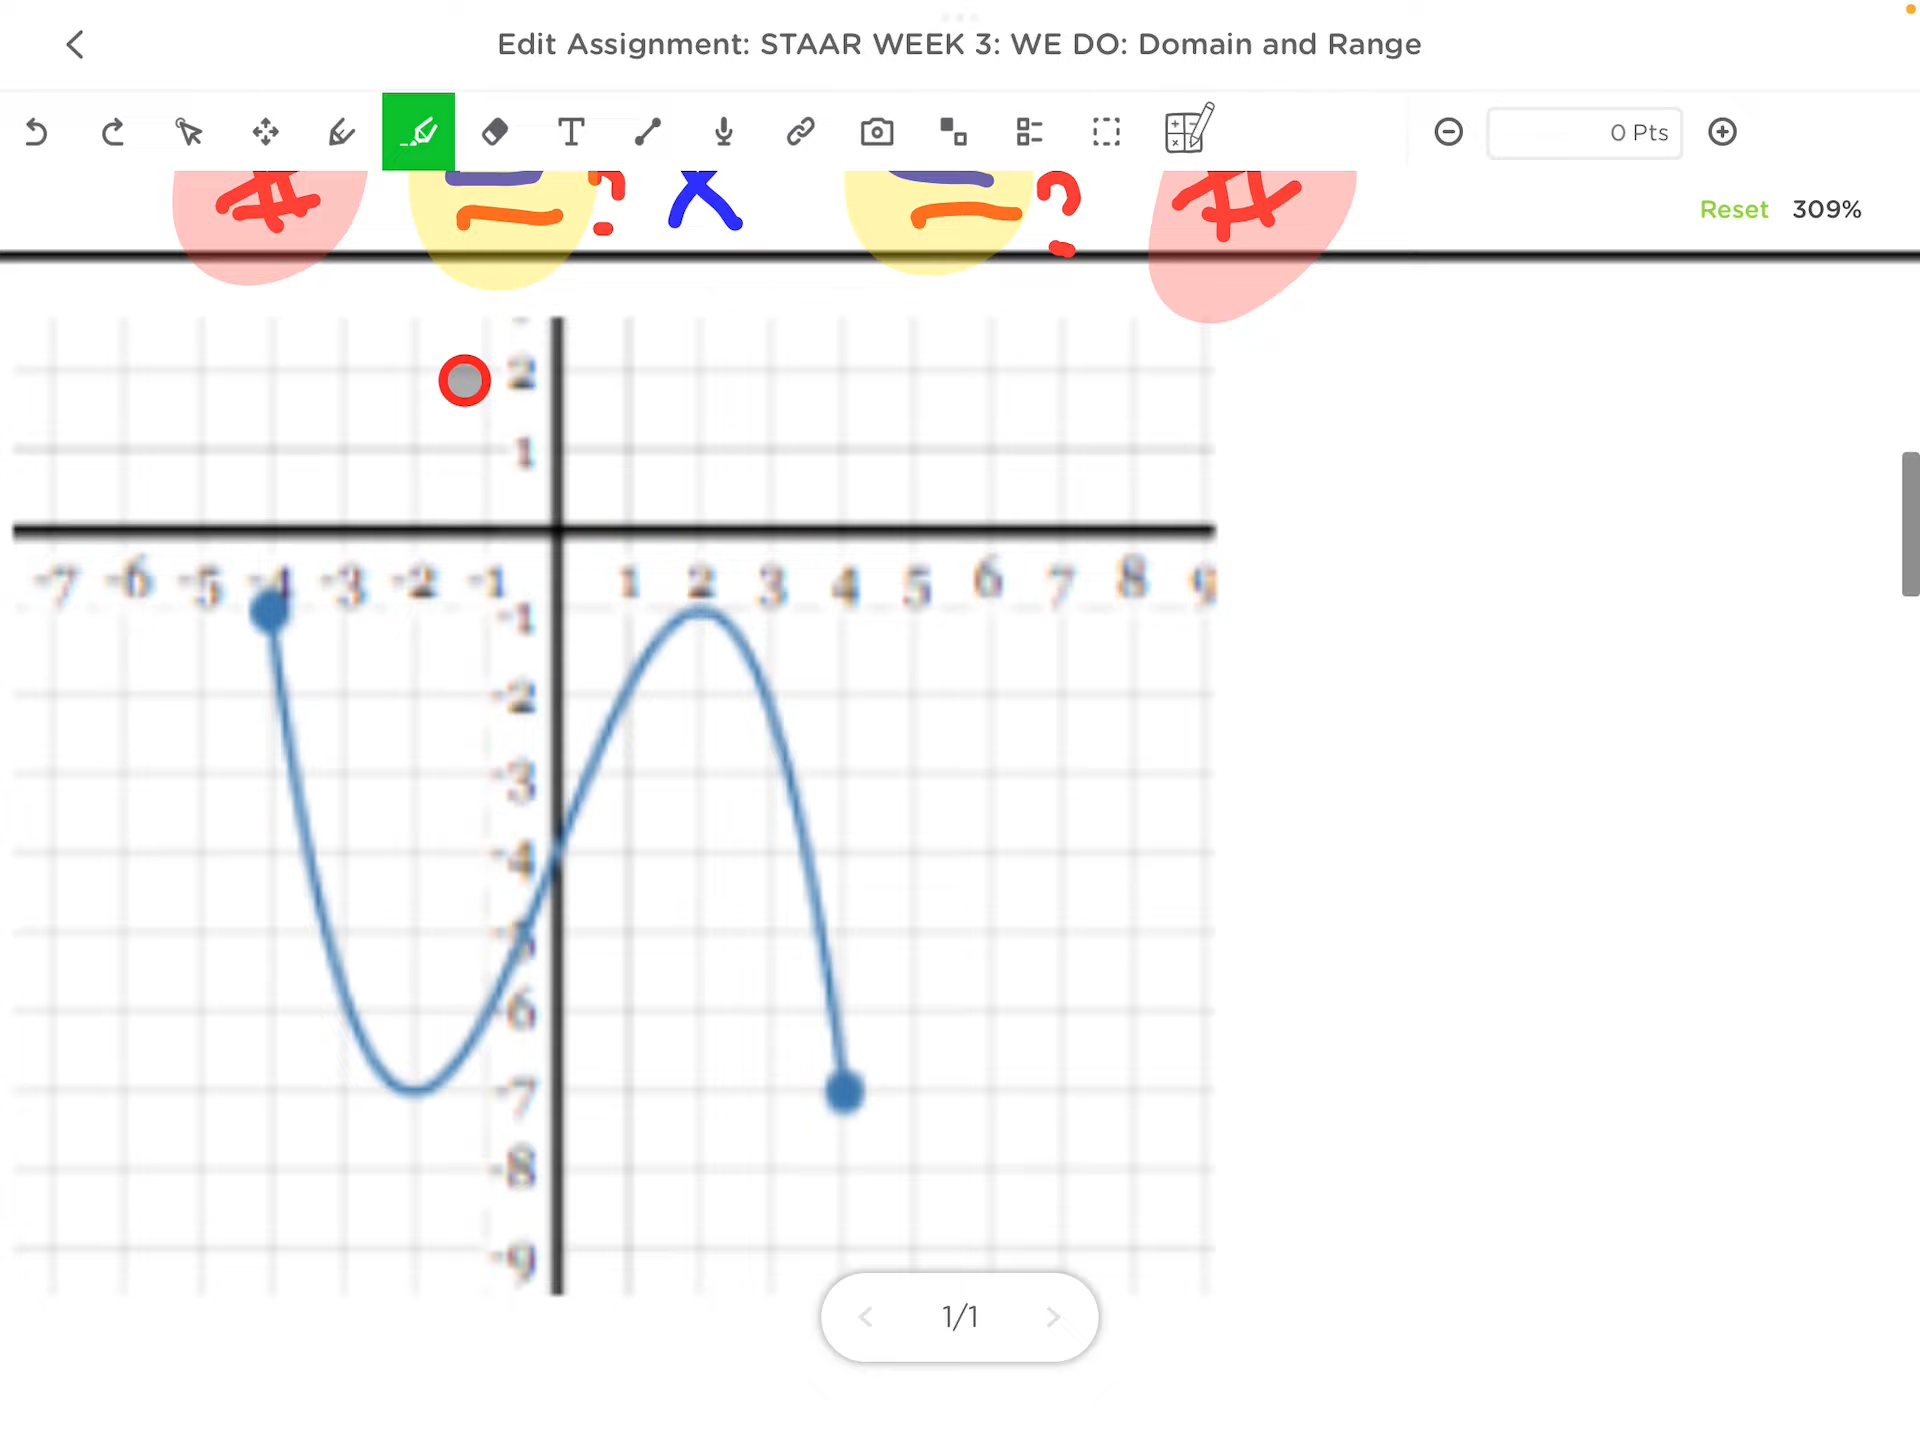 Edit Assignment: STAAR WEEK 3: WE DO: Domain and Range
T 0 Pts
# ? x ? #
Reset 309%
2
1
-7 -6 -5 -4 -3 -2 -1 1 2 3 4 5 6 7 8 9
-1
-2
-3
-4
-5
-6
-7
-8
-9
< 1/1 >